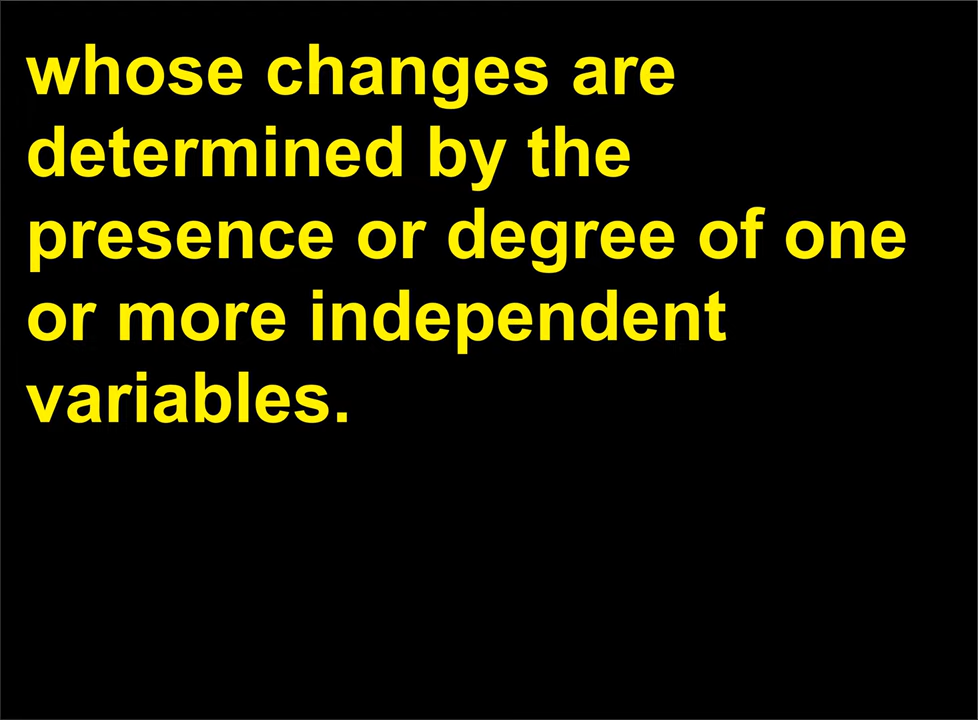 whose changes are
determined by the
presence or degree of one
or more independent
variables.